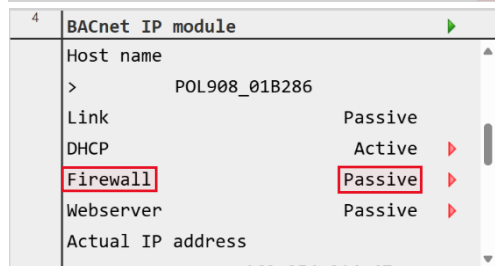 4
BACnet IP module
Host name
> POL908_01B286
Link Passive
DHCP Active
Firewall Passive
Webserver Passive
Actual IP address